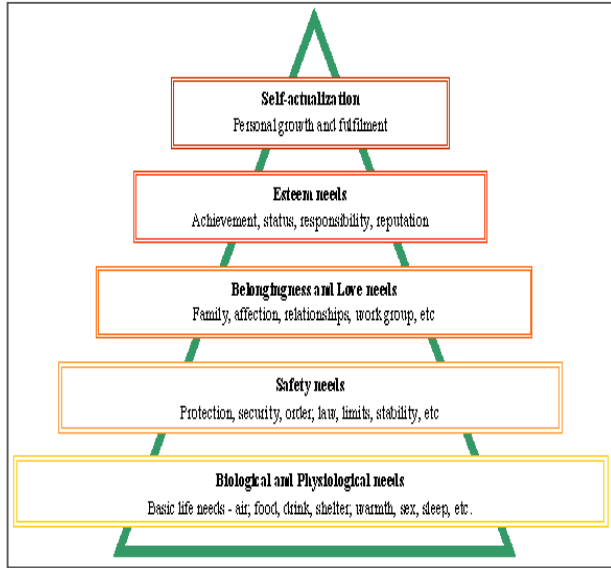 Self-actualization
Personal growth and fulfilment
Esteem needs
Achievement, status, responsibility, reputation
Belongingness and Love needs
Family, affection, relationships, work group, etc
Safety needs
Protection, security, order, law, limits, stability, etc
Biological and Physiological needs
Basic life needs - air, food, drink, shelter, warmth, sex, sleep, etc.